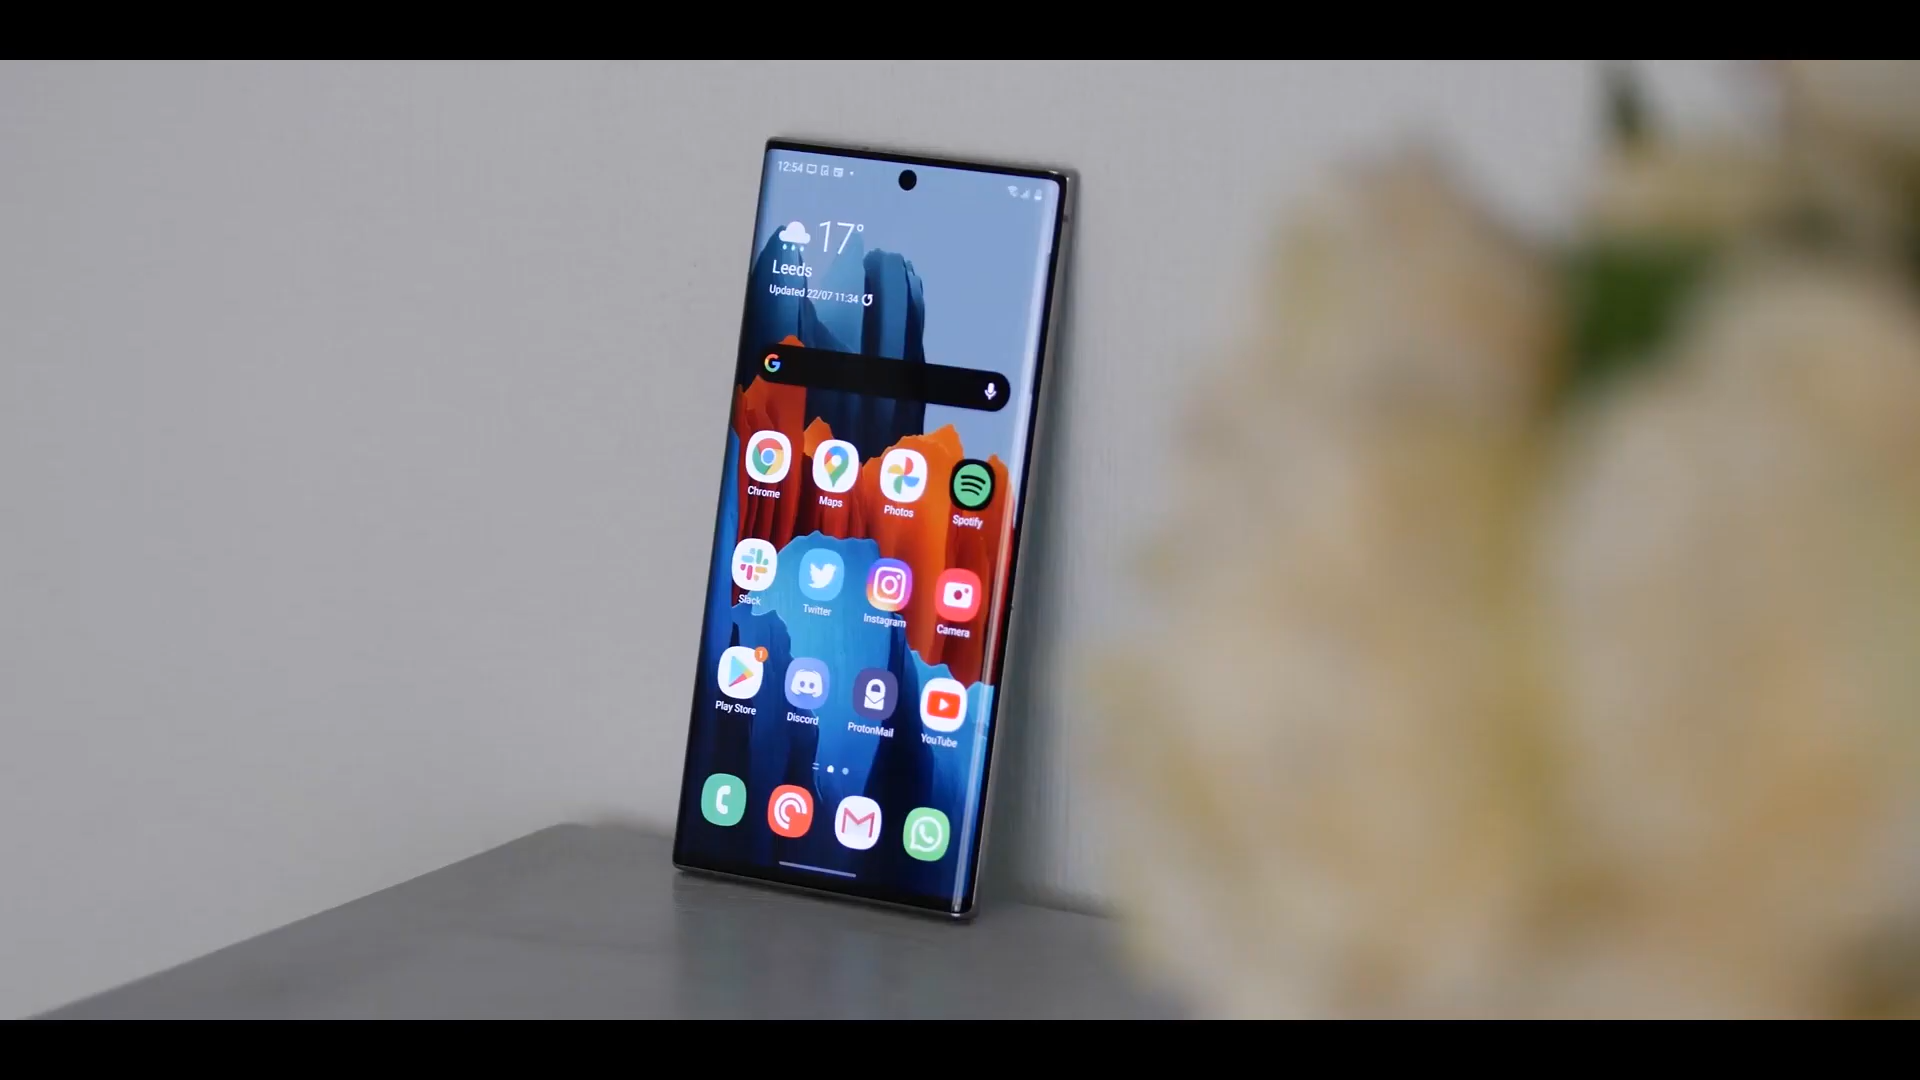 12:54
17°
Leeds
Updated 22/07 11:34
Chrome
Maps
Photos
Spotify
Slack
Twitter
Instagram
Camera
1
Play Store
Discord
ProtonMail
YouTube